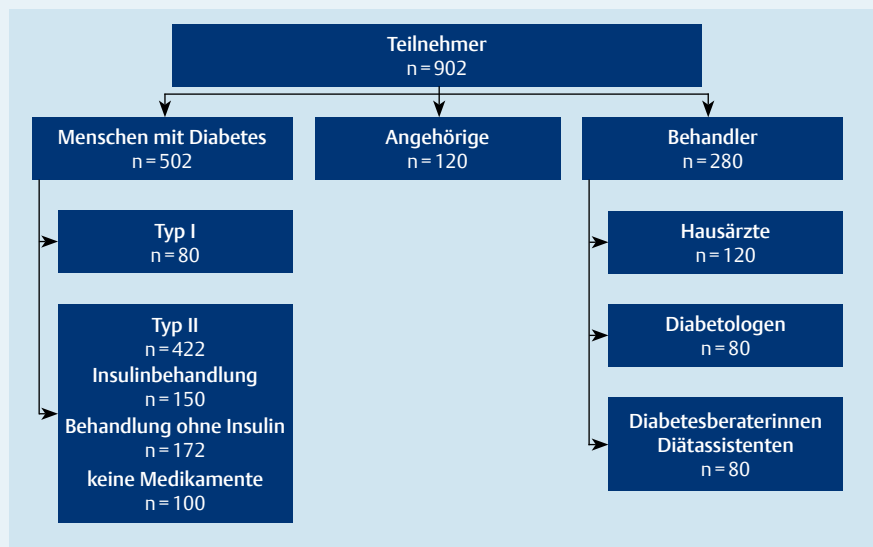 Teilnehmer
n = 902
Menschen mit Diabetes
n = 502
Angehörige
n = 120
Behandler
n = 280
Typ I
n = 80
Typ II
n = 422
Insulinbehandlung
n = 150
Behandlung ohne Insulin
n = 172
keine Medikamente
n = 100
Hausärzte
n = 120
Diabetologen
n = 80
Diabetesberaterinnen
Diätassistenten
n = 80